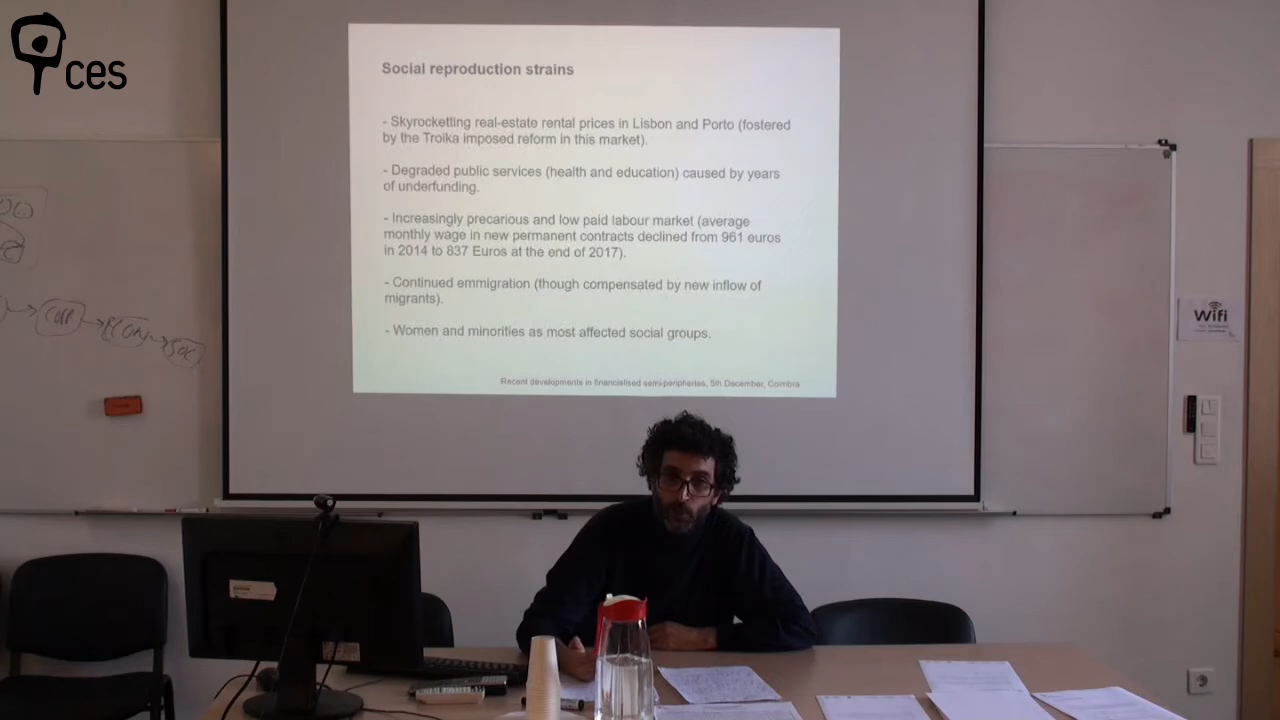 ces
Social reproduction strains
- Skyrocketting real-estate rental prices in Lisbon and Porto (fostered
by the Troika imposed reform in this market).
- Degraded public services (health and education) caused by years
of underfunding.
- Increasingly precarious and low paid labour market (average
monthly wage in new permanent contracts declined from 961 euros
in 2014 to 837 Euros at the end of 2017).
- Continued emmigration (though compensated by new inflow of
migrants).
- Women and minorities as most affected social groups.
Recent developments in financialised semi-peripheries, 5th December, Coimbra
Wifi